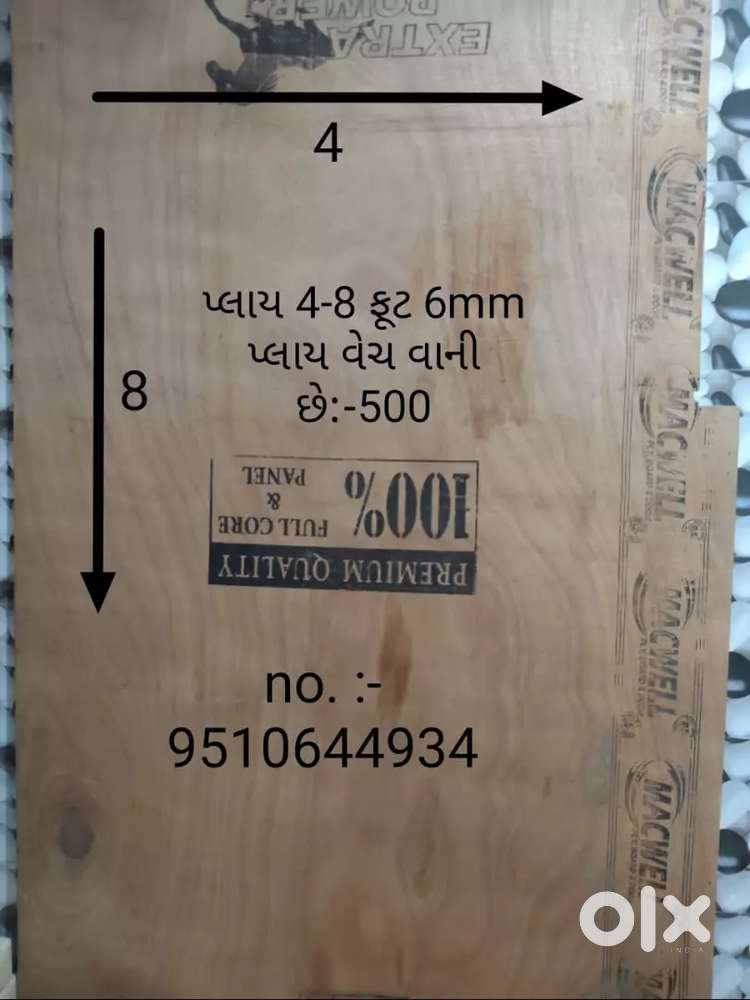 EXTRA
POWER
4
પ્લાય 4-8 ફૂટ 6mm
પ્લાય વેચ વાની
છે:-500
8
PREMIUM QUALITY
100% FULL CORE
&
PANEL
no. :-
9510644934
MACWELL
MACWELL
MACWELL
MACWELL
MACWELL
olx
INDIA